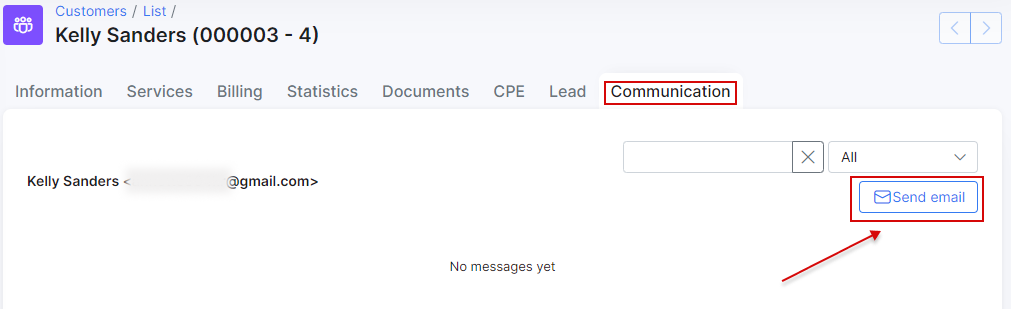 Customers / List /
Kelly Sanders (000003 - 4)
Information Services Billing Statistics Documents CPE Lead Communication
All
Kelly Sanders < @gmail.com>
Send email
No messages yet